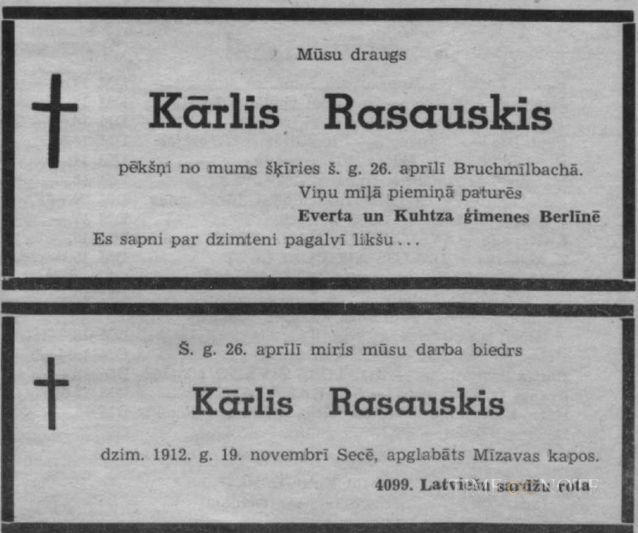 Mūsu draugs
Kārlis Rasauskis
pēkšņi no mums šķīries š. g. 26. aprīlī Bruchmīlbachā.
Viņu mīļā piemiņā paturēs
Everta un Kuhtza ģimenes Berlīnē
Es sapni par dzimteni pagalvī likšu...
Š. g. 26. aprīlī miris mūsu darba biedrs
Kārlis Rasauskis
dzim. 1912. g. 19. novembrī Secē, apglabāts Mīzavas kapos.
4099. Latviešu sardžu rota